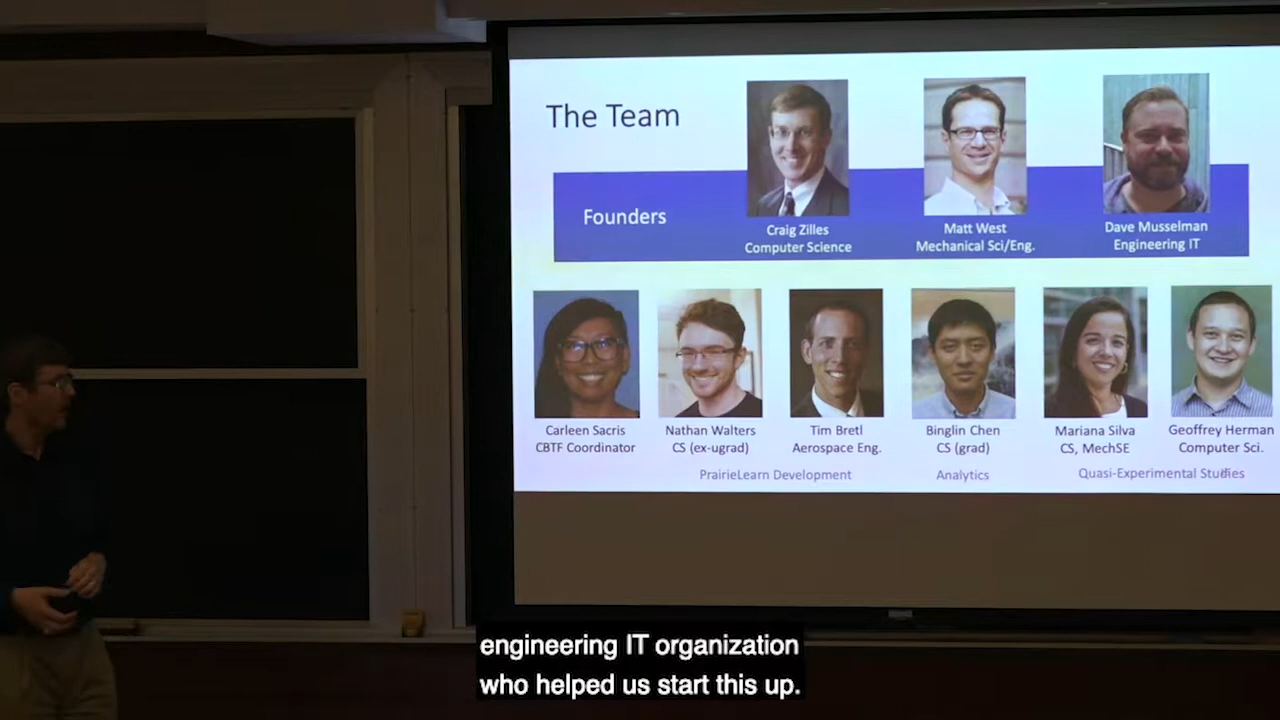 The Team
Founders
Craig Zilles
Computer Science
Matt West
Mechanical Sci/Eng.
Dave Musselman
Engineering IT
Carleen Sacris
CBTF Coordinator
Nathan Walters
CS (ex-ugrad)
Tim Bretl
Aerospace Eng.
Binglin Chen
CS (grad)
Mariana Silva
CS, MechSE
Geoffrey Herman
Computer Sci.
PrairieLearn Development
Analytics
Quasi-Experimental Studies
engineering IT organization
who helped us start this up.